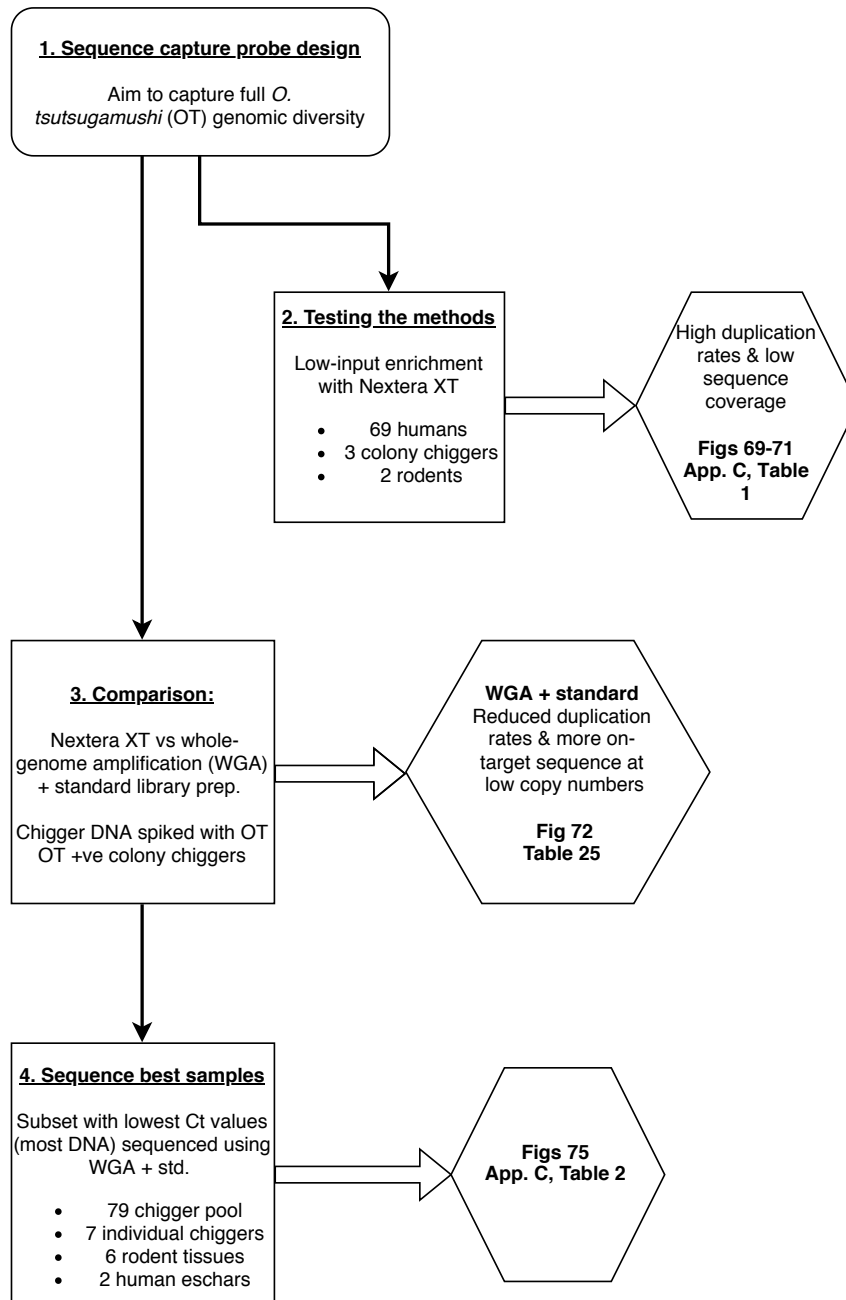 1. Sequence capture probe design
Aim to capture full O.
tsutsugamushi (OT) genomic diversity
2. Testing the methods
Low-input enrichment
with Nextera XT
• 69 humans
• 3 colony chiggers
• 2 rodents
High duplication
rates & low
sequence
coverage
Figs 69-71
App. C, Table
1
3. Comparison:
Nextera XT vs whole-
genome amplification (WGA)
+ standard library prep.
Chigger DNA spiked with OT
OT +ve colony chiggers
WGA + standard
Reduced duplication
rates & more on-
target sequence at
low copy numbers
Fig 72
Table 25
4. Sequence best samples
Subset with lowest Ct values
(most DNA) sequenced using
WGA + std.
• 79 chigger pool
• 7 individual chiggers
• 6 rodent tissues
• 2 human eschars
Figs 75
App. C, Table 2